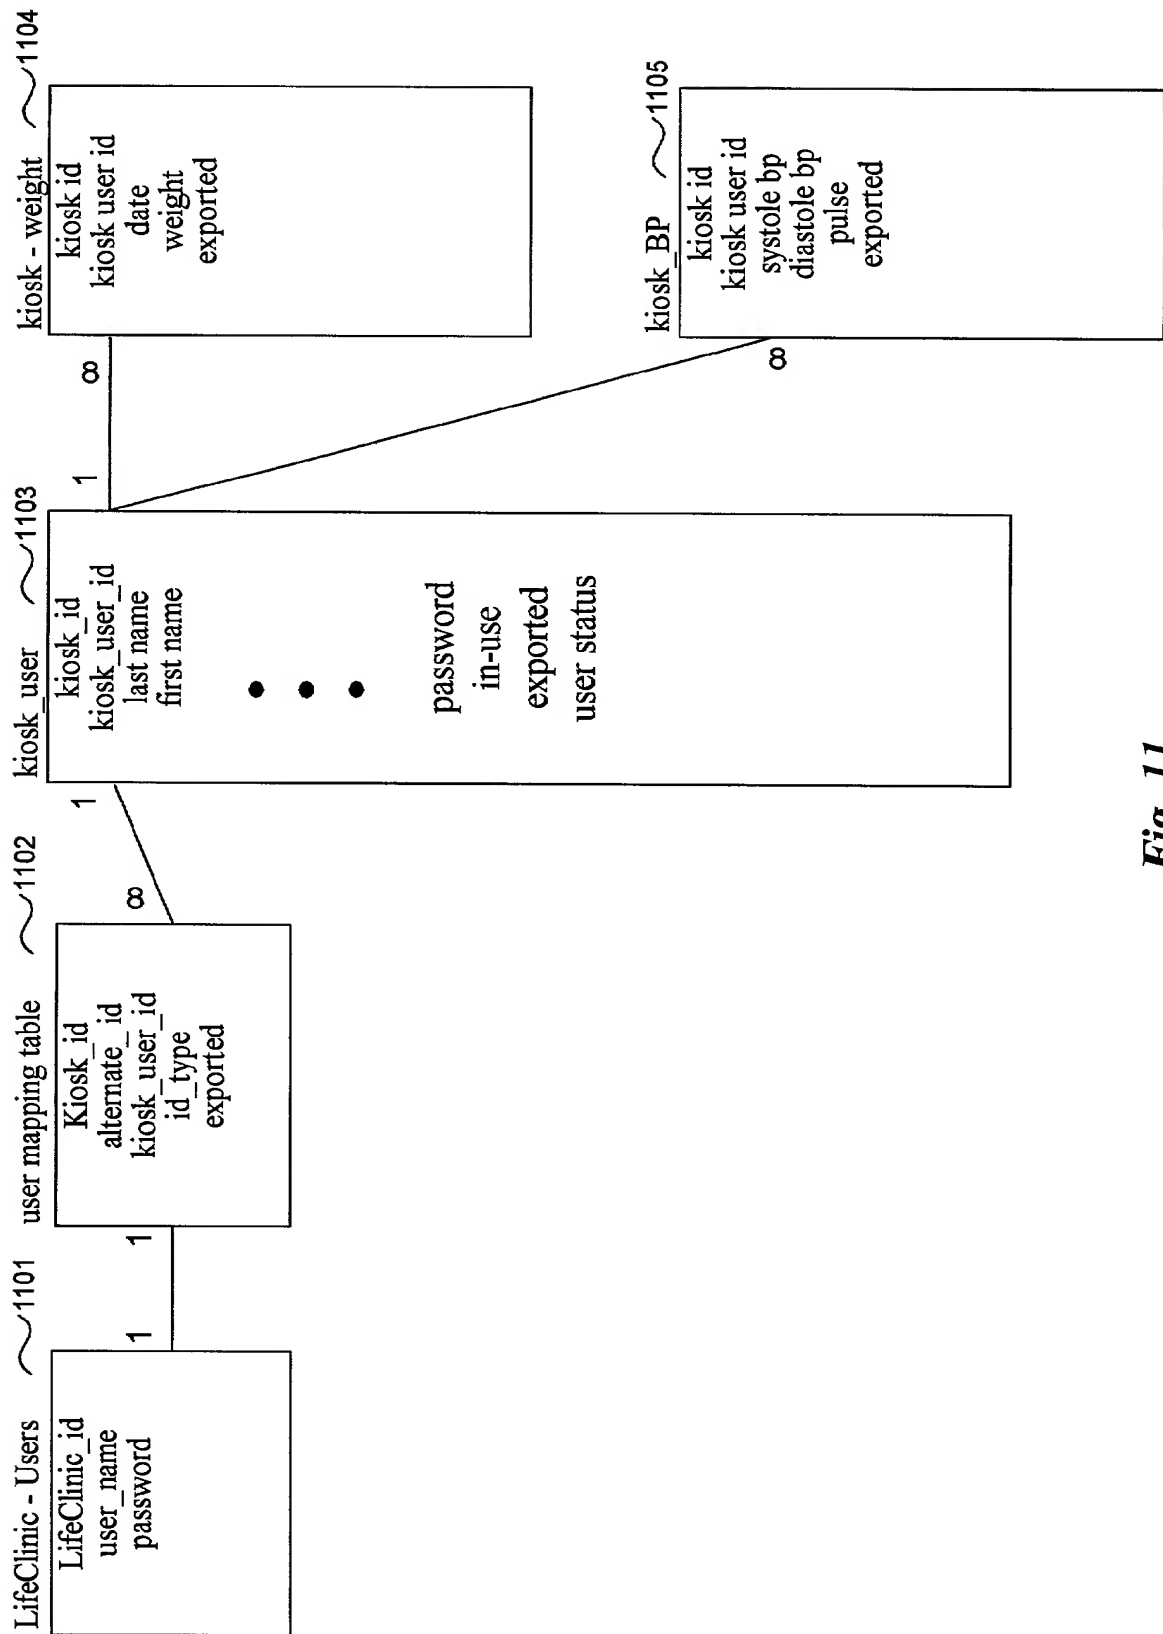 LifeClinic - Users
1101
LifeClinic_id
user_name
password
1
1
user mapping table
1102
Kiosk_id
alternate_id
kiosk_user_id
id_type
exported
∞
1
kiosk_user
1103
kiosk_id
kiosk_user_id
last name
first name
password
in-use
exported
user status
1
∞
∞
kiosk - weight
1104
kiosk id
kiosk user id
date
weight
exported
kiosk_BP
1105
kiosk id
kiosk user id
systole bp
diastole bp
pulse
exported
Fig. 11